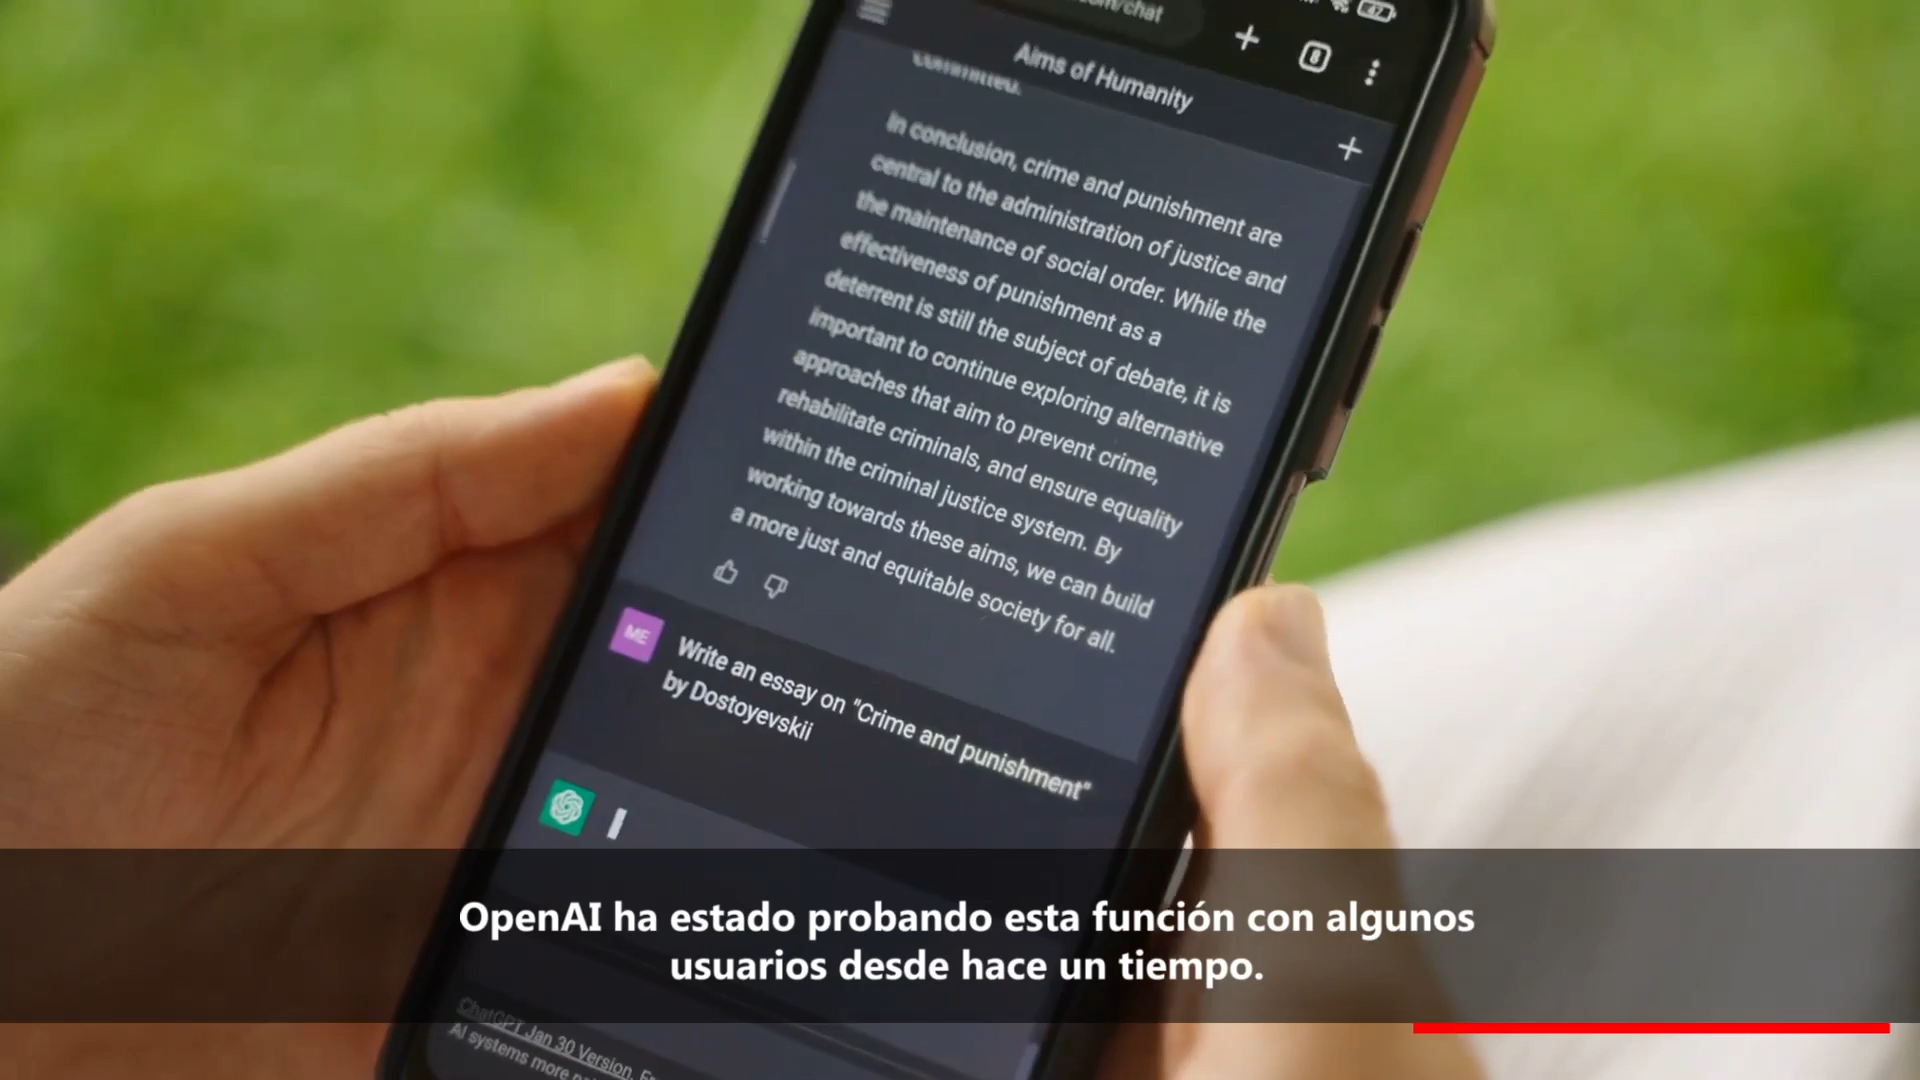 /chat
47
8
Aims of Humanity
committed.
In conclusion, crime and punishment are
central to the administration of justice and
the maintenance of social order. While the
effectiveness of punishment as a
deterrent is still the subject of debate, it is
important to continue exploring alternative
approaches that aim to prevent crime,
rehabilitate criminals, and ensure equality
within the criminal justice system. By
working towards these aims, we can build
a more just and equitable society for all.
ME
Write an essay on "Crime and punishment"
by Dostoyevskii
OpenAI ha estado probando esta función con algunos
usuarios desde hace un tiempo.
ChatGPT Jan 30 Version.
AI systems more